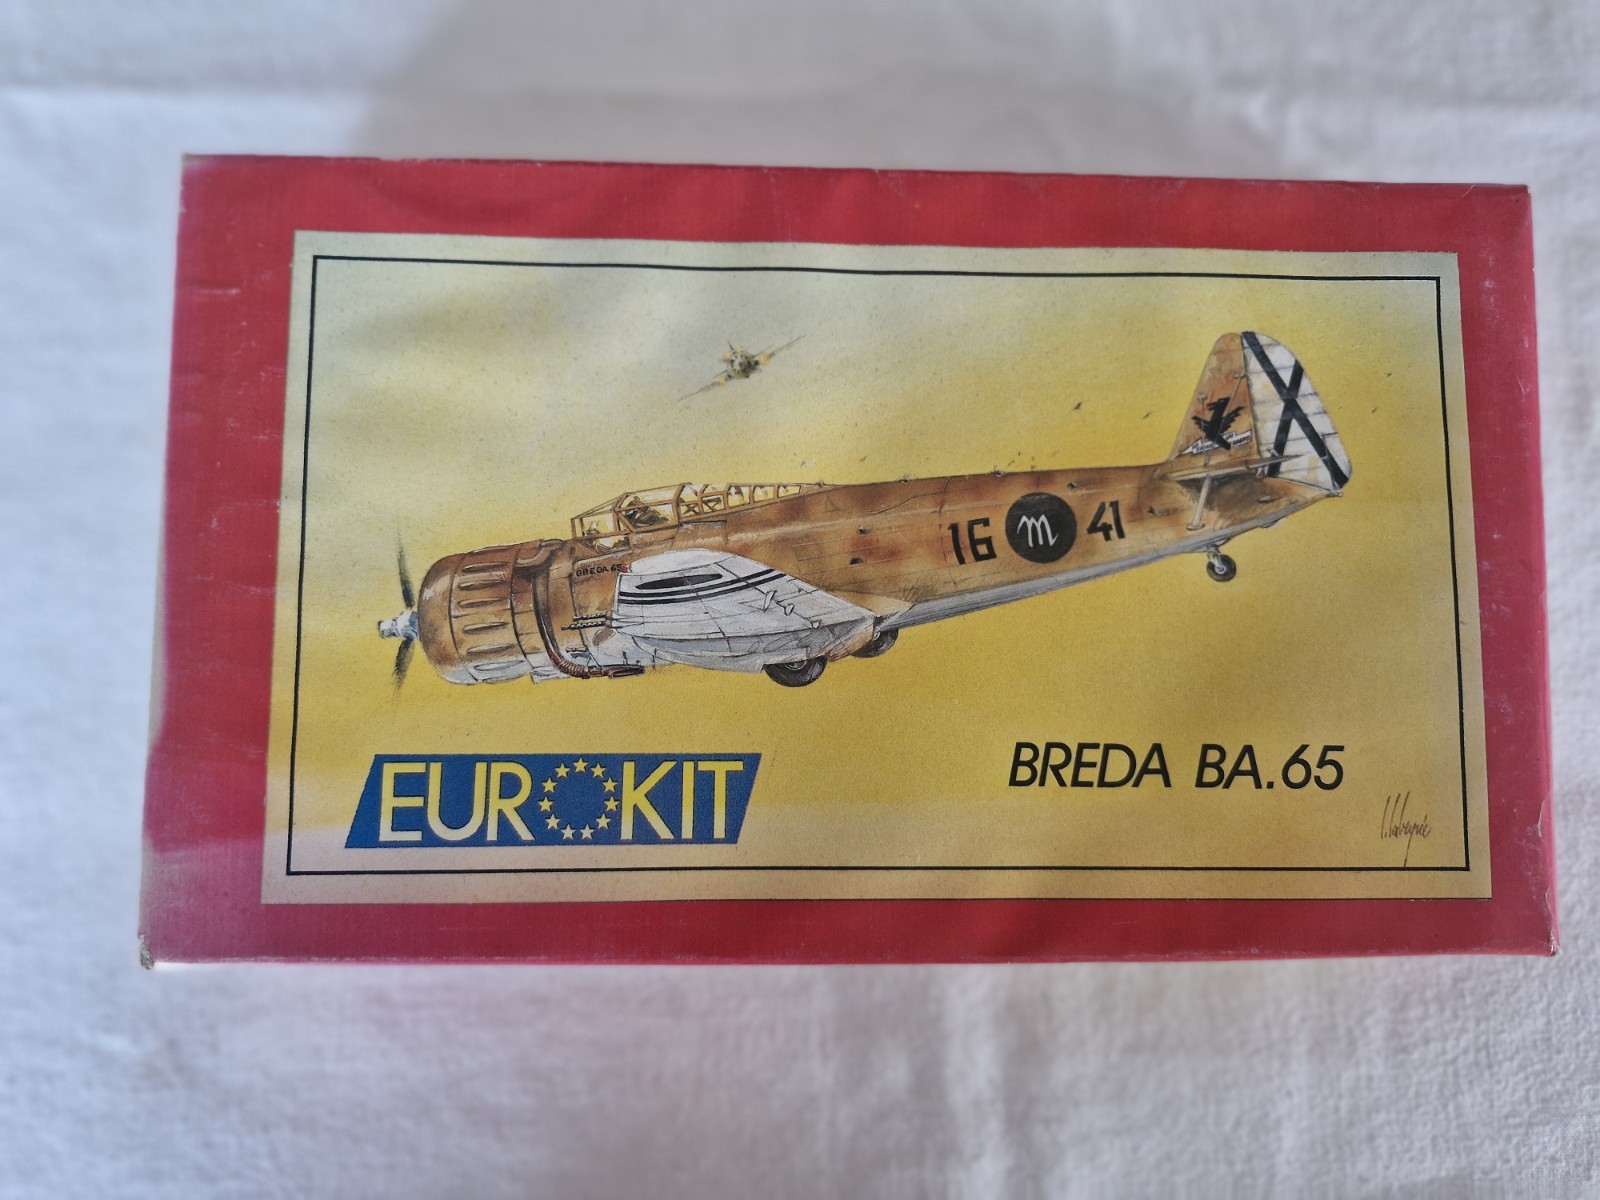 BREDA 65
16 m 41
EUROKIT
BREDA BA.65